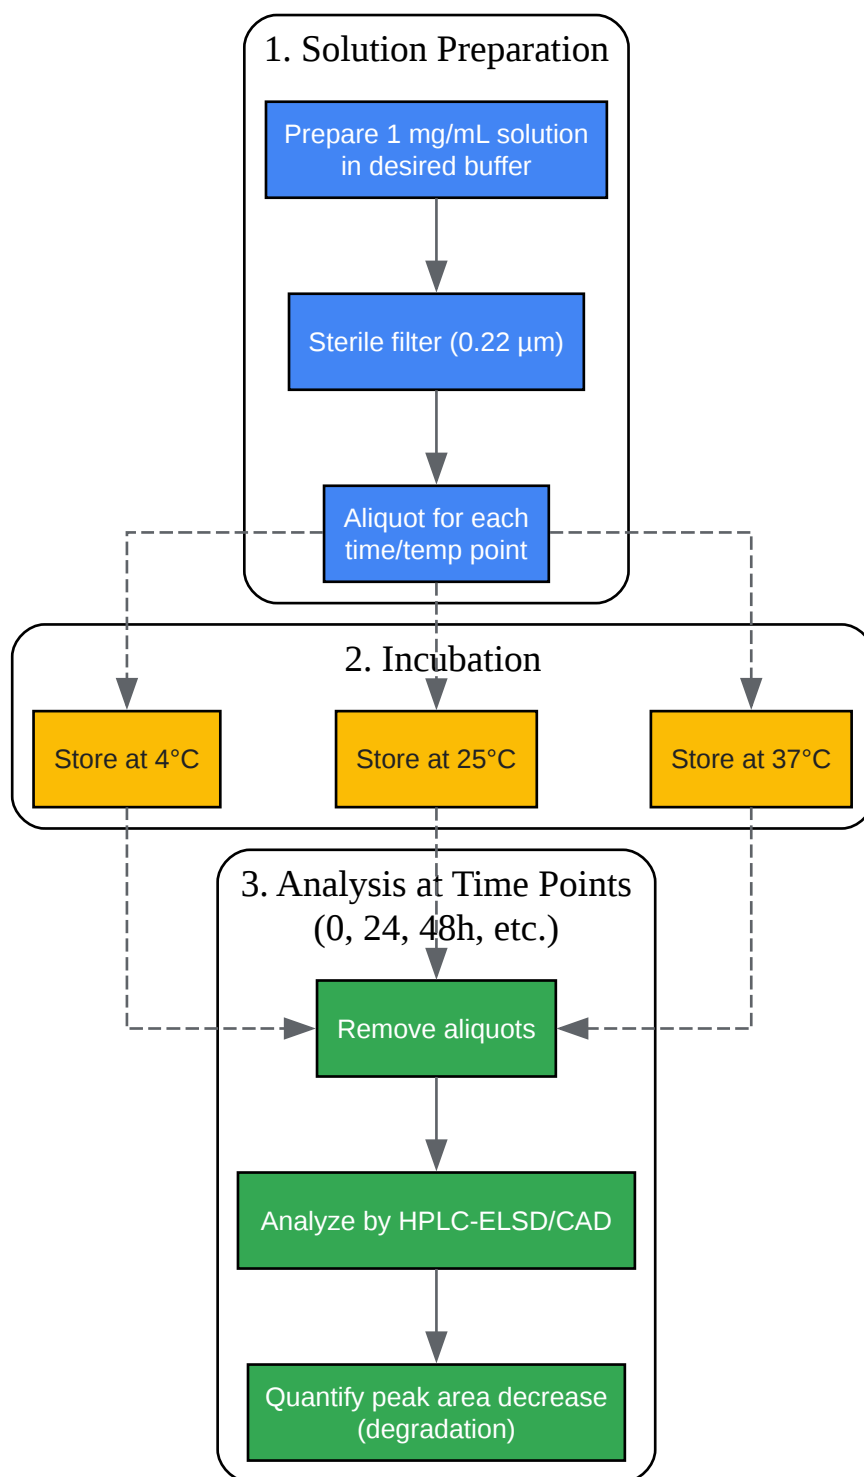 1. Solution Preparation
Prepare 1 mg/mL solution
in desired buffer
Sterile filter (0.22 µm)
Aliquot for each
time/temp point
2. Incubation
Store at 4°C
Store at 25°C
Store at 37°C
3. Analysis at Time Points
(0, 24, 48h, etc.)
Remove aliquots
Analyze by HPLC-ELSD/CAD
Quantify peak area decrease
(degradation)